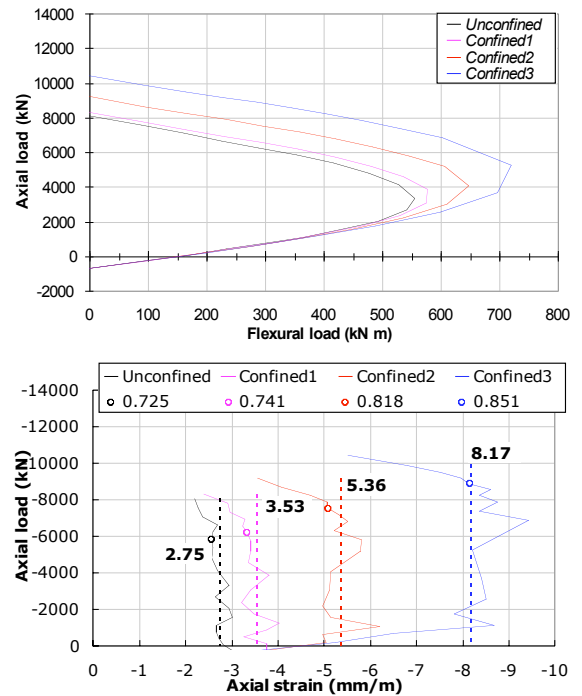 14000
12000
10000
8000
6000
4000
2000
0
-2000
Axial load (kN)
Unconfined
Confined1
Confined2
Confined3
0 100 200 300 400 500 600 700 800
Flexural load (kN m)
Unconfined Confined1 Confined2 Confined3
0.725 0.741 0.818 0.851
-14000
-12000
-10000
-8000
-6000
-4000
-2000
0
Axial load (kN)
8.17
5.36
3.53
2.75
0 -1 -2 -3 -4 -5 -6 -7 -8 -9 -10
Axial strain (mm/m)